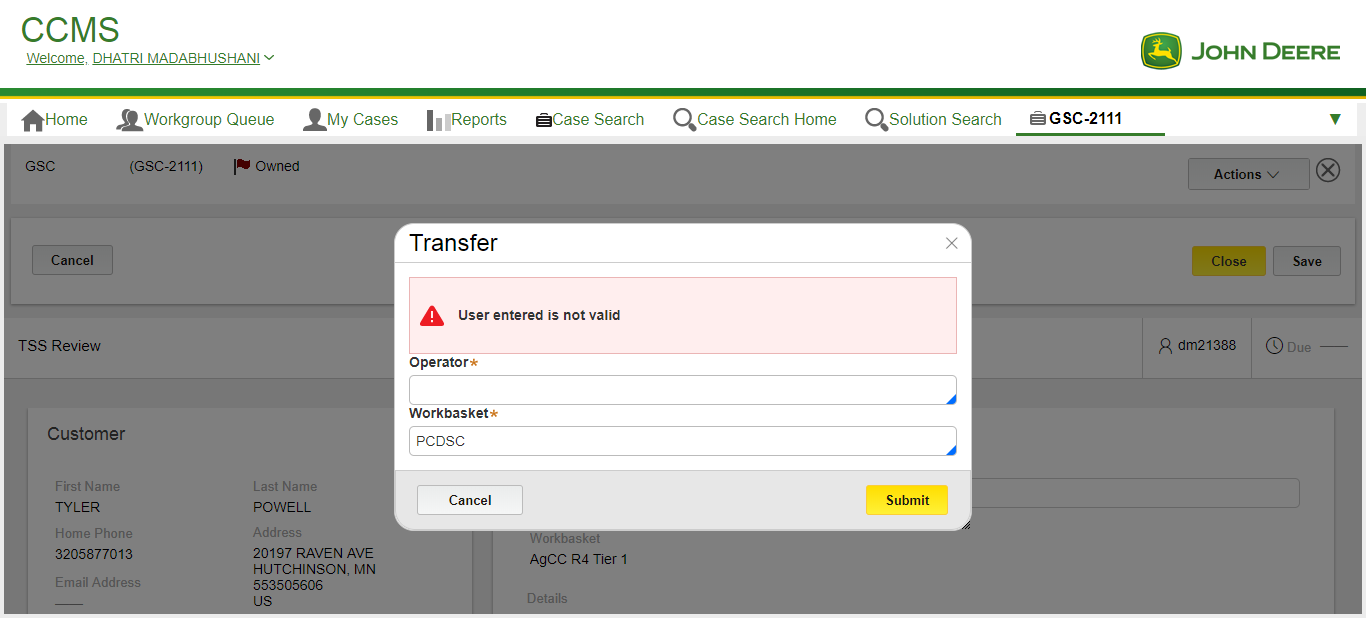 CCMS
Welcome, DHATRI MADABHUSHANI
JOHN DEERE
Home Workgroup Queue My Cases Reports Case Search Case Search Home Solution Search GSC-2111
GSC (GSC-2111) Owned Actions
Cancel Close Save
Transfer
User entered is not valid
Operator*
Workbasket*
PCDSC
Cancel Submit
TSS Review dm21388 Due
Customer
First Name Last Name
TYLER POWELL
Home Phone Address
3205877013 20197 RAVEN AVE
HUTCHINSON, MN
553505606
US
Email Address
Workbasket
AgCC R4 Tier 1
Details